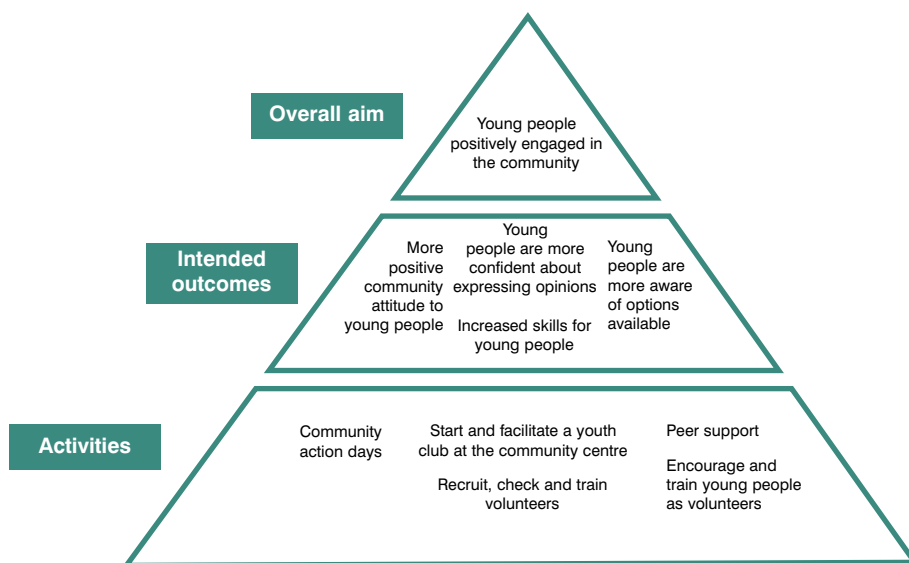 Overall aim
Young people
positively engaged in
the community
Intended
outcomes
More
positive
community
attitude to
young people
Young
people are more
confident about
expressing opinions
Increased skills for
young people
Young
people are
more aware
of options
available
Activities
Community
action days
Start and facilitate a youth
club at the community centre
Recruit, check and train
volunteers
Peer support
Encourage and
train young people
as volunteers